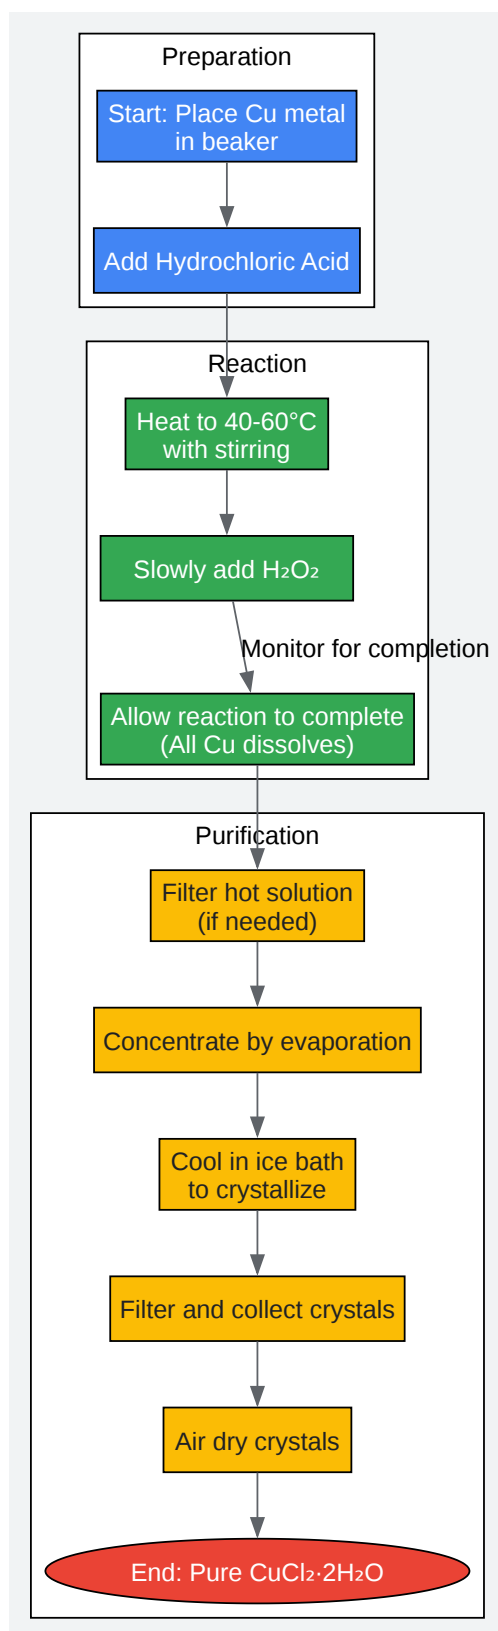 Preparation
Start: Place Cu metal
in beaker
Add Hydrochloric Acid
Reaction
Heat to 40-60°C
with stirring
Slowly add H₂O₂
Monitor for completion
Allow reaction to complete
(All Cu dissolves)
Purification
Filter hot solution
(if needed)
Concentrate by evaporation
Cool in ice bath
to crystallize
Filter and collect crystals
Air dry crystals
End: Pure CuCl₂·2H₂O